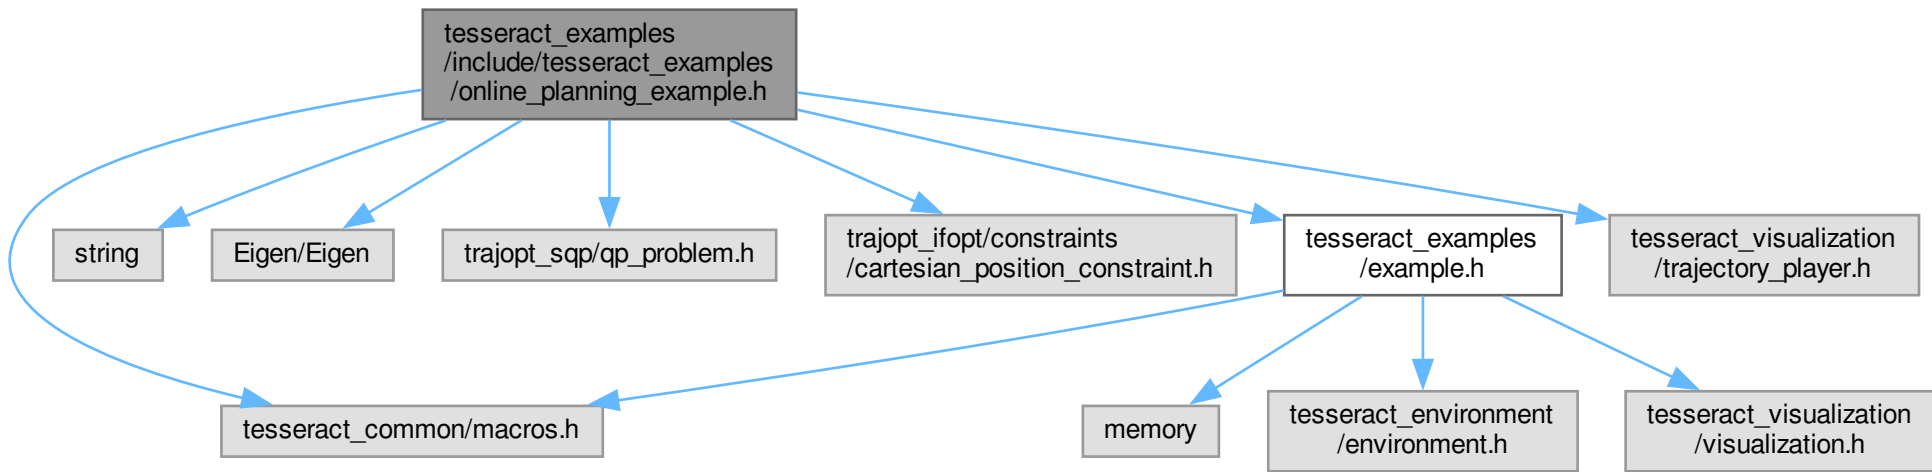 tesseract_examples
/include/tesseract_examples
/online_planning_example.h
string
Eigen/Eigen
trajopt_sqp/qp_problem.h
trajopt_ifopt/constraints
/cartesian_position_constraint.h
tesseract_examples
/example.h
tesseract_visualization
/trajectory_player.h
tesseract_common/macros.h
memory
tesseract_environment
/environment.h
tesseract_visualization
/visualization.h